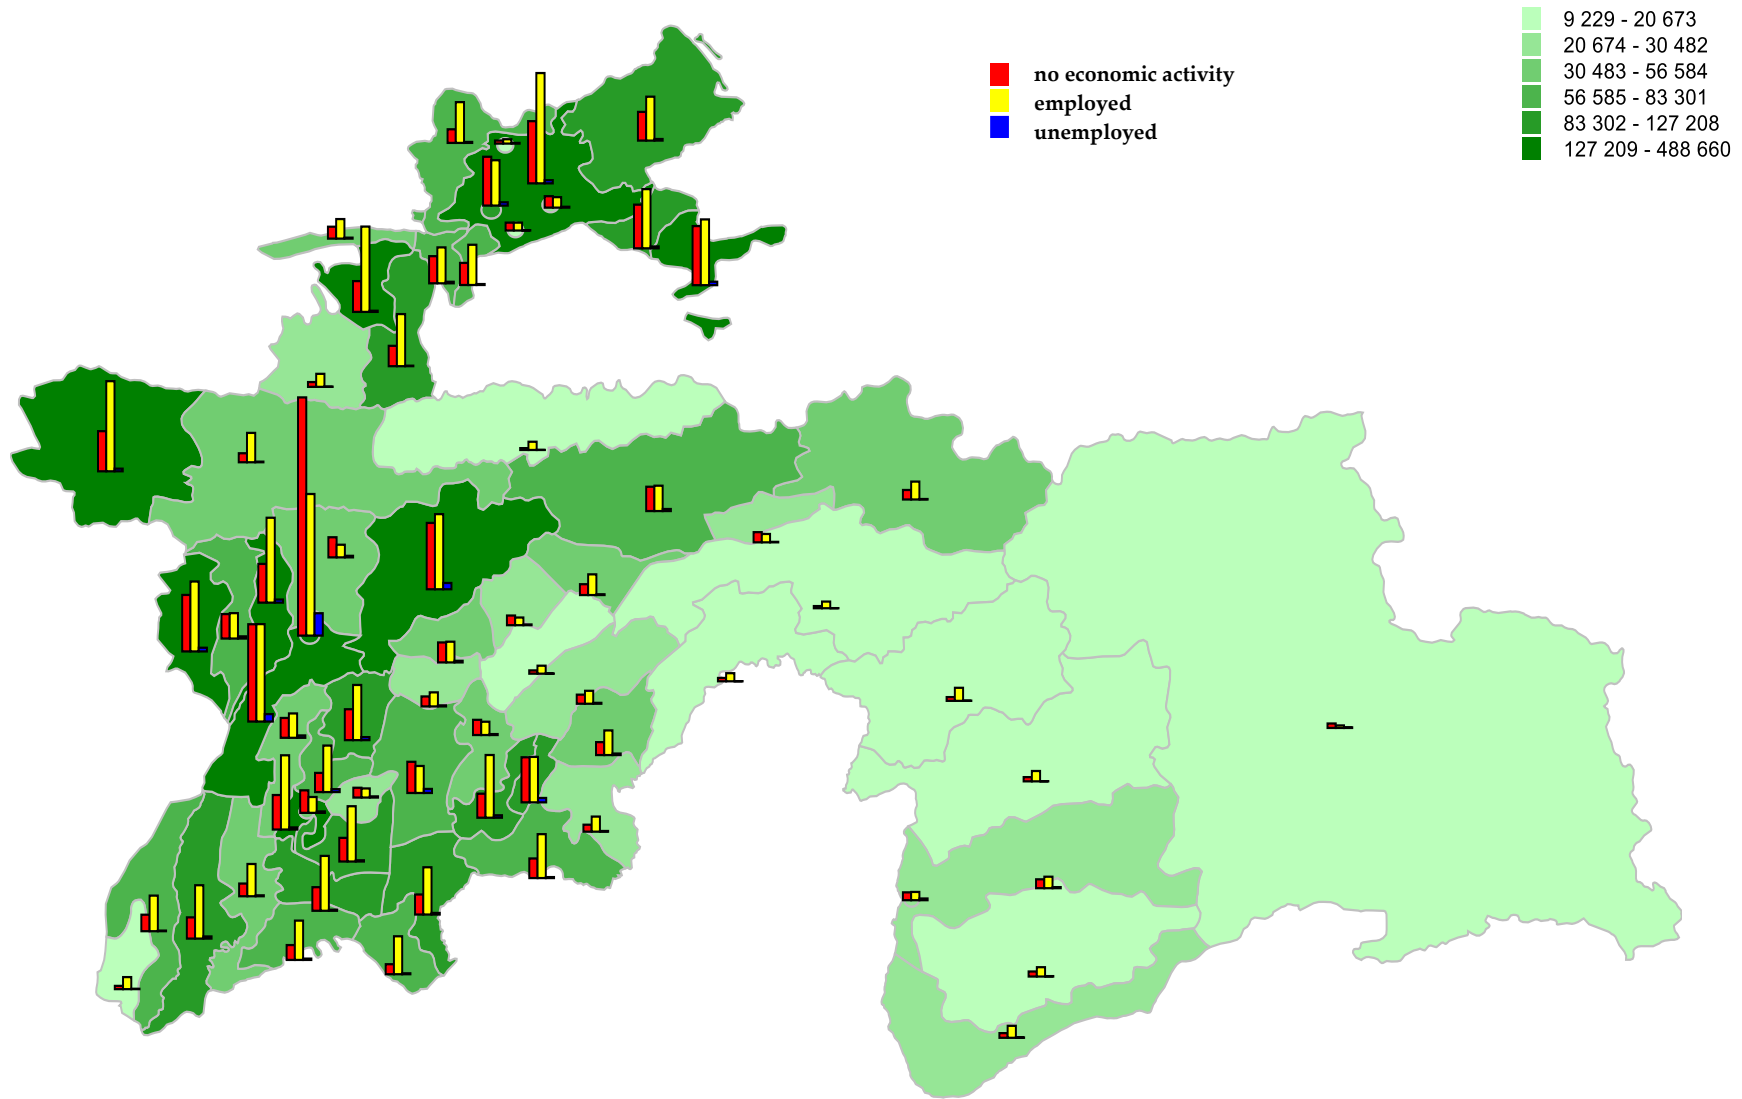 no economic activity
employed
unemployed
9 229 - 20 673
20 674 - 30 482
30 483 - 56 584
56 585 - 83 301
83 302 - 127 208
127 209 - 488 660